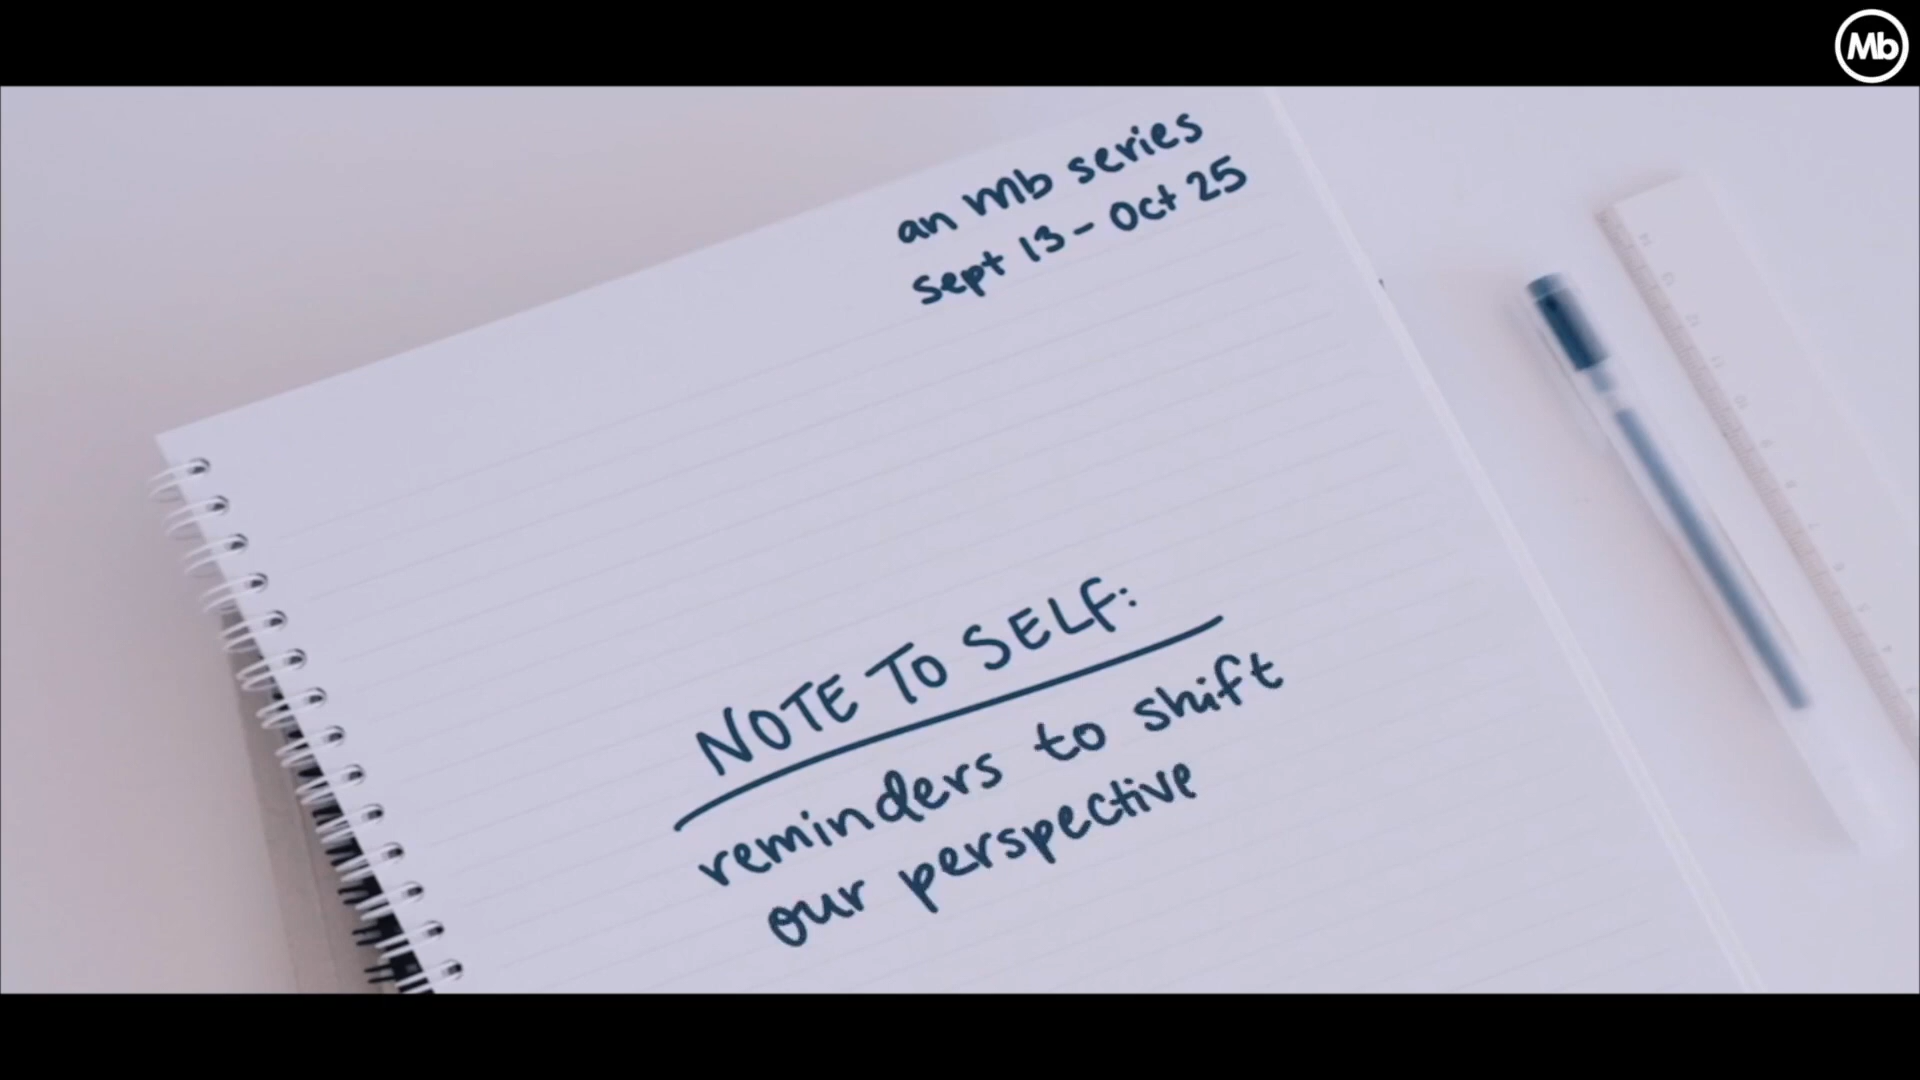 Mb
an mb series
Sept 13 - Oct 25
NOTE TO SELF:
reminders to shift
our perspective